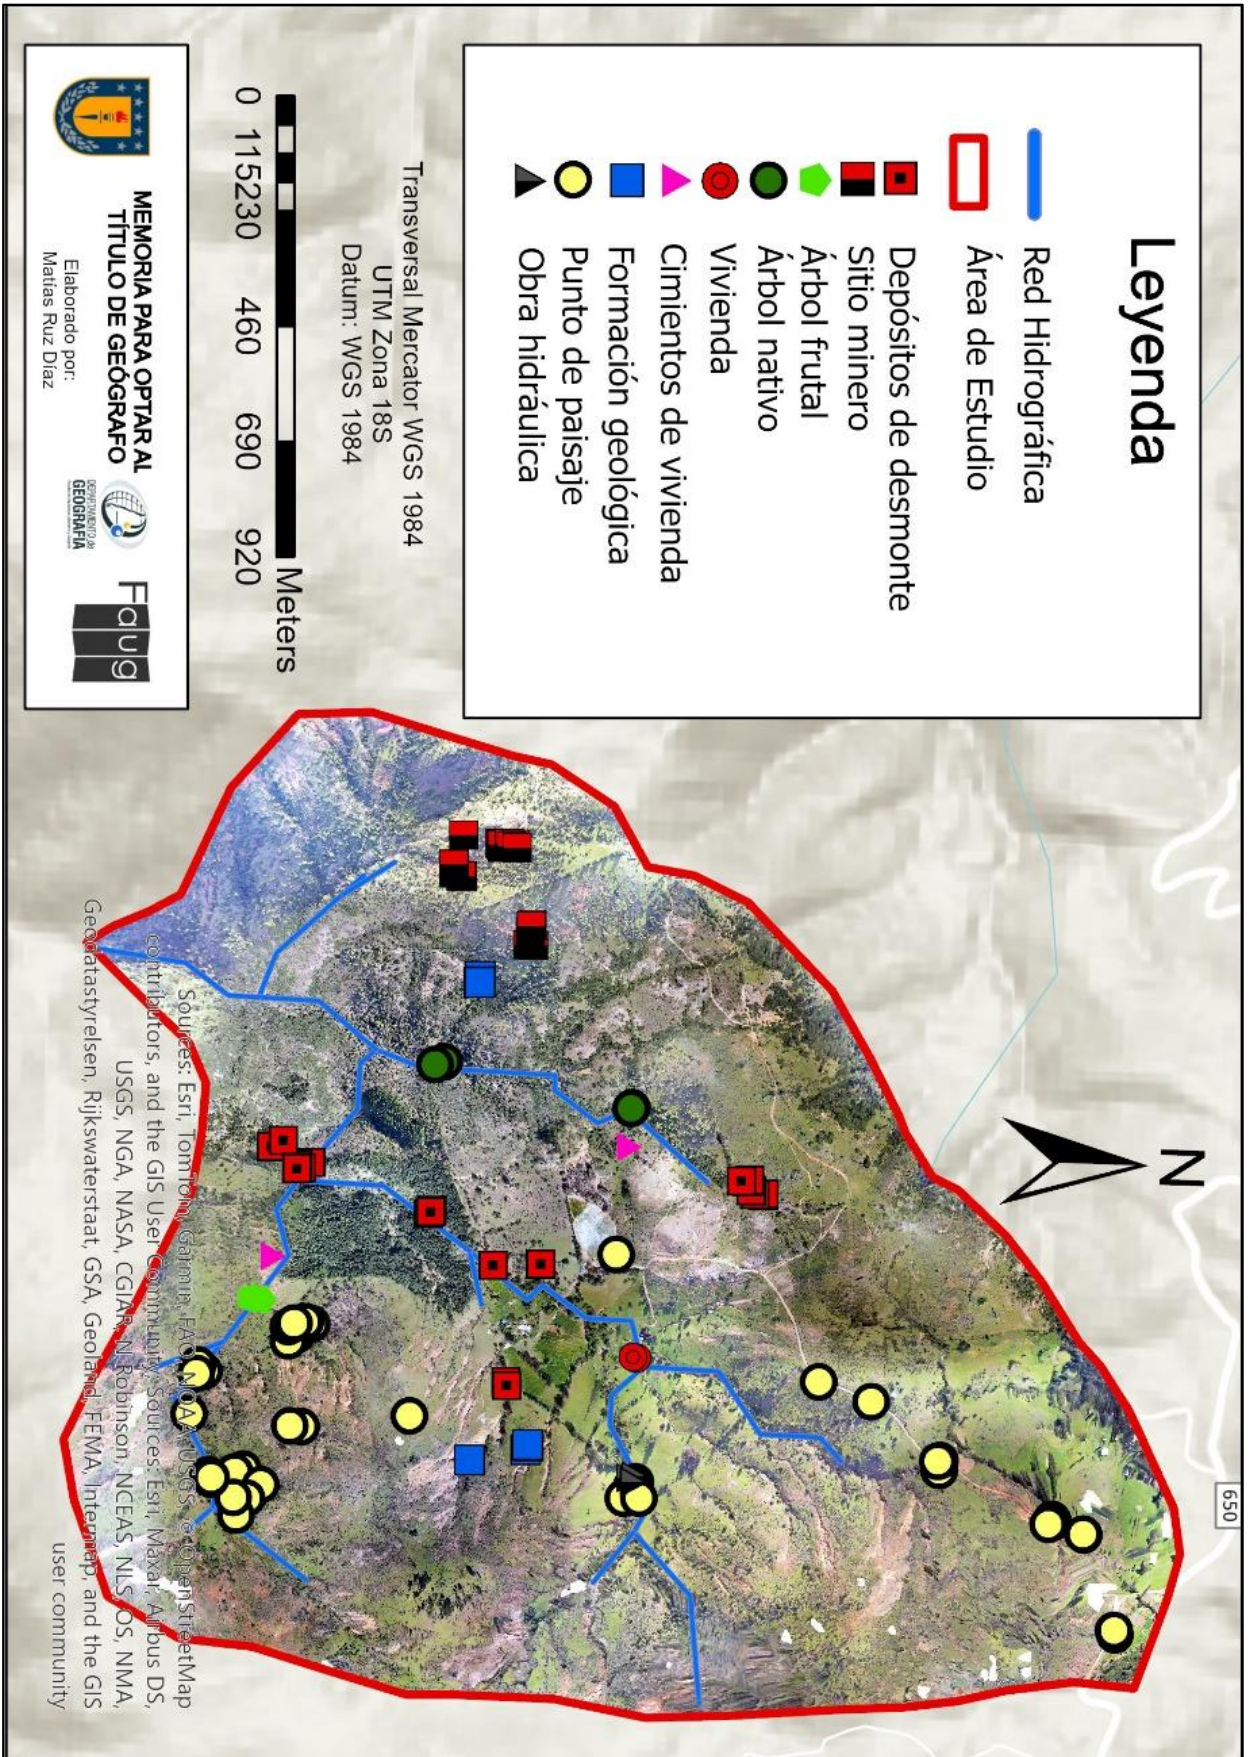 Leyenda
Red Hidrográfica
Área de Estudio
Depósitos de desmonte
Sitio minero
Árbol frutal
Árbol nativo
Vivienda
Cimientos de vivienda
Formación geológica
Punto de paisaje
Obra hidráulica
Transversal Mercator WGS 1984
UTM Zona 18S
Datum: WGS 1984
0 115230 460 690 920
Meters
MEMORIA PARA OPTAR AL
TÍTULO DE GEÓGRAFO
Elaborado por:
Matías Ruz Díaz
DEPARTAMENTO de
GEOGRAFÍA
Faug
N
650
Sources: Esri, TomTom, Garmin, FAO, NOAA, USGS, © OpenStreetMap
contributors, and the GIS User Community, Sources: Esri, Maxar, Airbus DS,
USGS, NGA, NASA, CGIAR, N Robinson, NCEAS, NLS, OS, NMA,
Geodatastyrelsen, Rijkswaterstaat, GSA, Geoland, FEMA, Intermap, and the GIS
user community